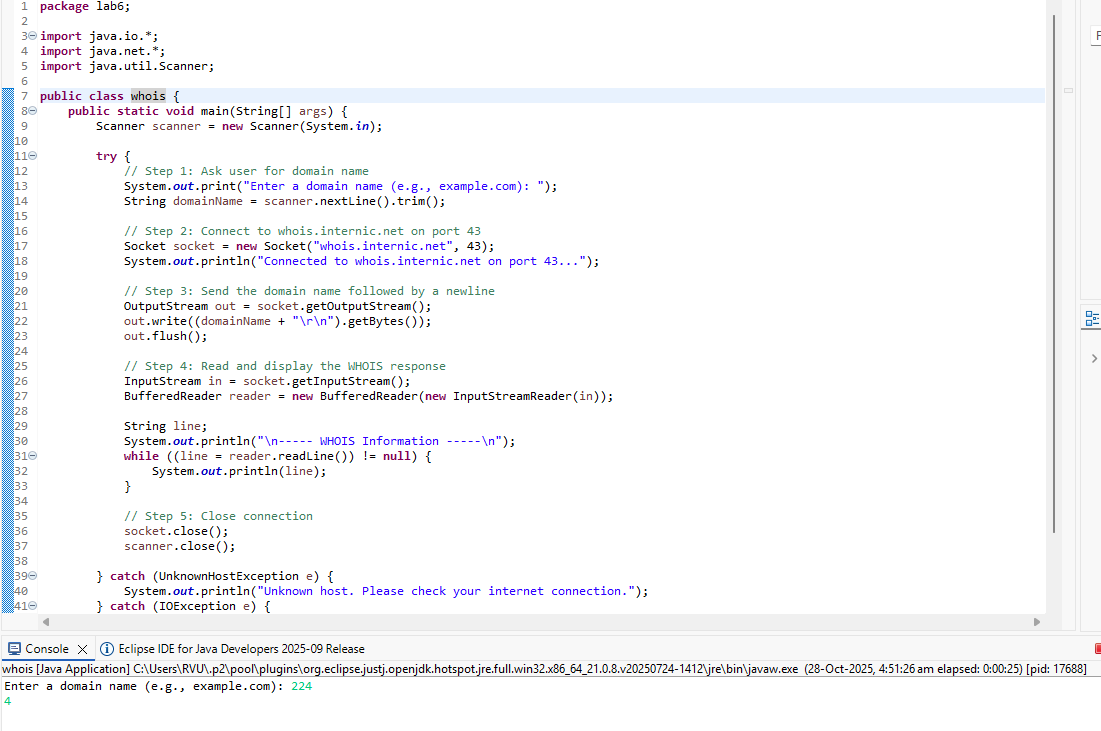 1 package lab6;
2
3 import java.io.*;
4 import java.net.*;
5 import java.util.Scanner;
6
7 public class whois {
8     public static void main(String[] args) {
9         Scanner scanner = new Scanner(System.in);
10
11         try {
12             // Step 1: Ask user for domain name
13             System.out.print("Enter a domain name (e.g., example.com): ");
14             String domainName = scanner.nextLine().trim();
15
16             // Step 2: Connect to whois.internic.net on port 43
17             Socket socket = new Socket("whois.internic.net", 43);
18             System.out.println("Connected to whois.internic.net on port 43...");
19
20             // Step 3: Send the domain name followed by a newline
21             OutputStream out = socket.getOutputStream();
22             out.write((domainName + "\r\n").getBytes());
23             out.flush();
24
25             // Step 4: Read and display the WHOIS response
26             InputStream in = socket.getInputStream();
27             BufferedReader reader = new BufferedReader(new InputStreamReader(in));
28
29             String line;
30             System.out.println("\n----- WHOIS Information -----\n");
31             while ((line = reader.readLine()) != null) {
32                 System.out.println(line);
33             }
34
35             // Step 5: Close connection
36             socket.close();
37             scanner.close();
38
39         } catch (UnknownHostException e) {
40             System.out.println("Unknown host. Please check your internet connection.");
41         } catch (IOException e) {
Console Eclipse IDE for Java Developers 2025-09 Release
whois [Java Application] C:\Users\RVU\.p2\pool\plugins\org.eclipse.justj.openjdk.hotspot.jre.full.win32.x86_64_21.0.8.v20250724-1412\jre\bin\javaw.exe (28-Oct-2025, 4:51:26 am elapsed: 0:00:25) [pid: 17688]
Enter a domain name (e.g., example.com): 224
4